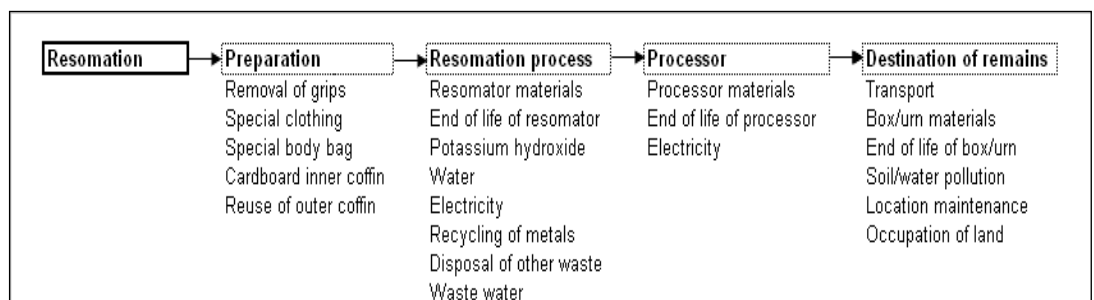 Resomation
Preparation
Removal of grips
Special clothing
Special body bag
Cardboard inner coffin
Reuse of outer coffin
Resomation process
Resomator materials
End of life of resomator
Potassium hydroxide
Water
Electricity
Recycling of metals
Disposal of other waste
Waste water
Processor
Processor materials
End of life of processor
Electricity
Destination of remains
Transport
Box/urn materials
End of life of box/urn
Soil/water pollution
Location maintenance
Occupation of land